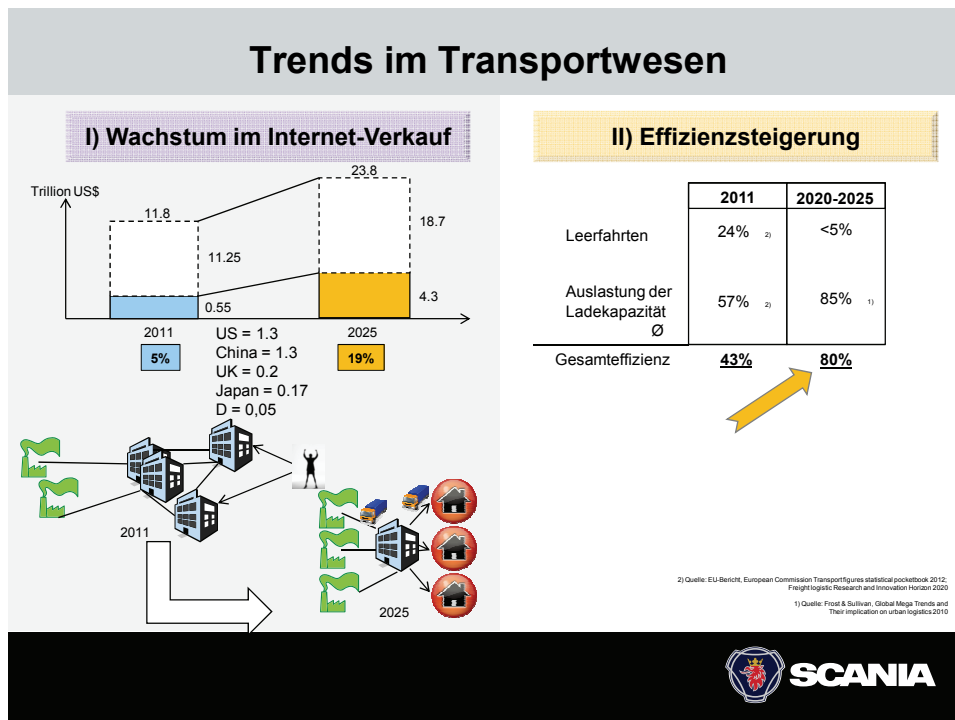 Trends im Transportwesen
I) Wachstum im Internet-Verkauf
Trillion US$
11.8
11.25
0.55
23.8
18.7
4.3
2011
2025
5%
19%
US = 1.3
China = 1.3
UK = 0.2
Japan = 0.17
D = 0,05
2011
2025
II) Effizienzsteigerung
2011 2020-2025
Leerfahrten 24% 2) <5%
Auslastung der
Ladekapazität 57% 2) 85% 1)
Ø
Gesamteffizienz 43% 80%
2) Quelle: EU-Bericht, European Commission Transport figures statistical pocketbook 2012;
Freight logistic Research and Innovation Horizon 2020
1) Quelle: Frost & Sullivan, Global Mega Trends and
Their implication on urban logistics 2010
SCANIA